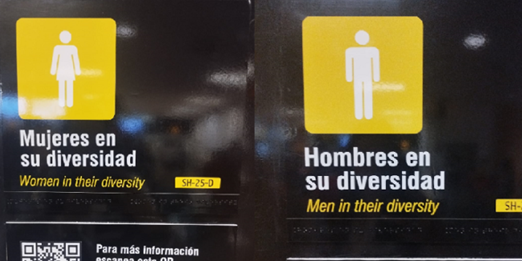 Mujeres en
su diversidad
Women in their diversity
SH-25-D
Para más información
Hombres en
su diversidad
Men in their diversity